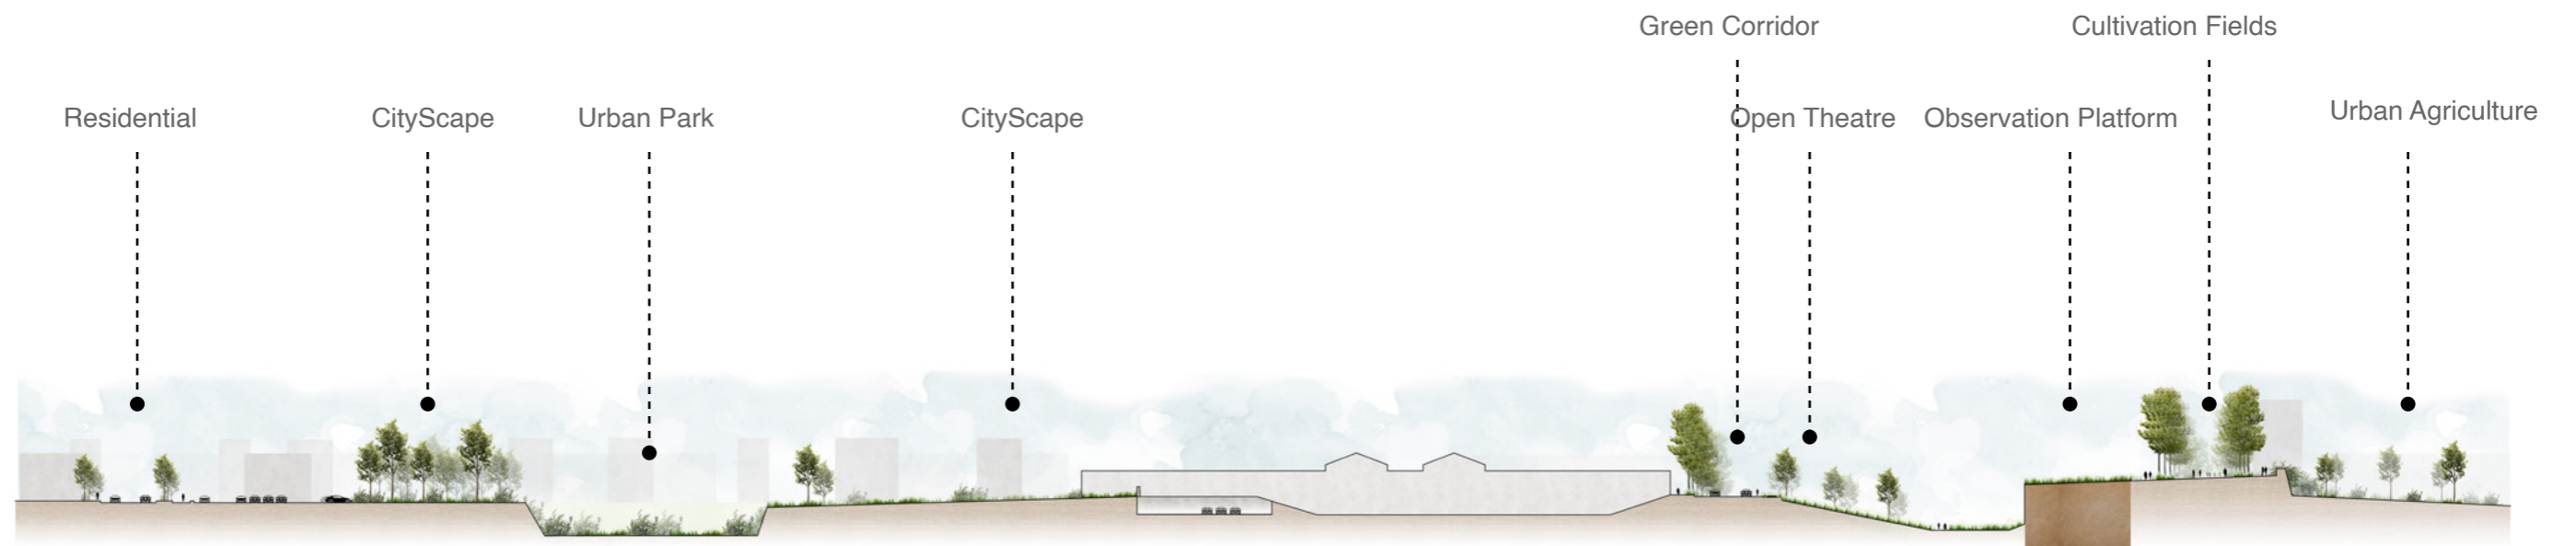 Green Corridor
Cultivation Fields
Residential
CityScape
Urban Park
CityScape
Open Theatre
Observation Platform
Urban Agriculture